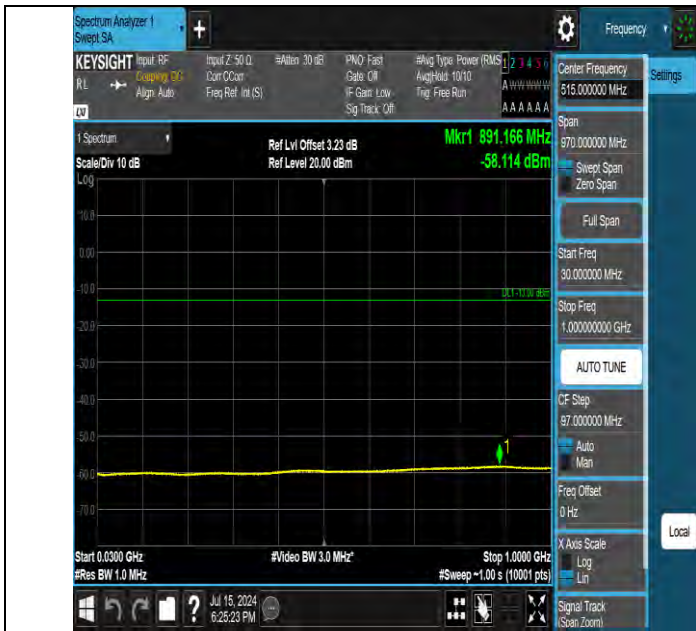 Spectrum Analyzer 1
Swept SA
Frequency
KEYSIGHT
RL
Input: RF
Coupling: DC
Align: Auto
Input Z: 50 Ω
Corr CCorr
Freq Ref: Int (S)
#Atten: 30 dB
PNO: Fast
Gate: Off
IF Gain: Low
Sig Track: Off
#Avg Type: Power (RMS
Avg|Hold: 10/10
Trig: Free Run
1 2 3 4 5 6
A W W W W W
A A A A A A
LXI
1 Spectrum
Scale/Div 10 dB
Ref Lvl Offset 3.23 dB
Ref Level 20.00 dBm
Mkr1 891.166 MHz
-58.114 dBm
Log
10.0
0.00
-10.0
-20.0
-30.0
-40.0
-50.0
-60.0
-70.0
1
Start 0.0300 GHz
#Res BW 1.0 MHz
#Video BW 3.0 MHz*
Stop 1.0000 GHz
#Sweep ~1.00 s (10001 pts)
Jul 15, 2024
6:25:23 PM
Center Frequency
515.000000 MHz
Settings
Span
970.000000 MHz
Swept Span
Zero Span
Full Span
Start Freq
30.000000 MHz
Stop Freq
1.000000000 GHz
AUTO TUNE
CF Step
97.000000 MHz
Auto
Man
Freq Offset
0 Hz
Local
X Axis Scale
Log
Lin
Signal Track
(Span Zoom)